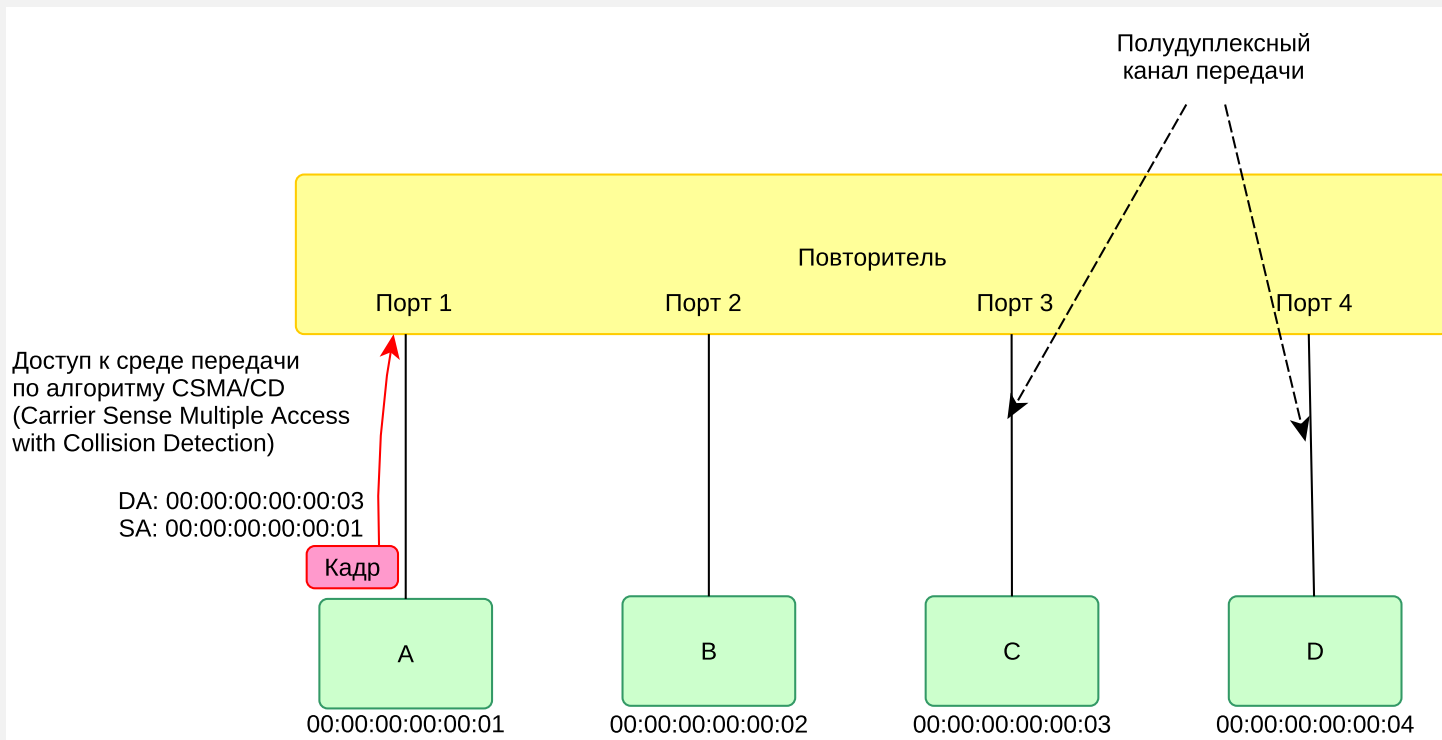 Полудуплексный
канал передачи
Повторитель
Порт 1
Порт 2
Порт 3
Порт 4
Доступ к среде передачи
по алгоритму CSMA/CD
(Carrier Sense Multiple Access
with Collision Detection)
DA: 00:00:00:00:00:03
SA: 00:00:00:00:00:01
Кадр
A
B
C
D
00:00:00:00:00:01
00:00:00:00:00:02
00:00:00:00:00:03
00:00:00:00:00:04